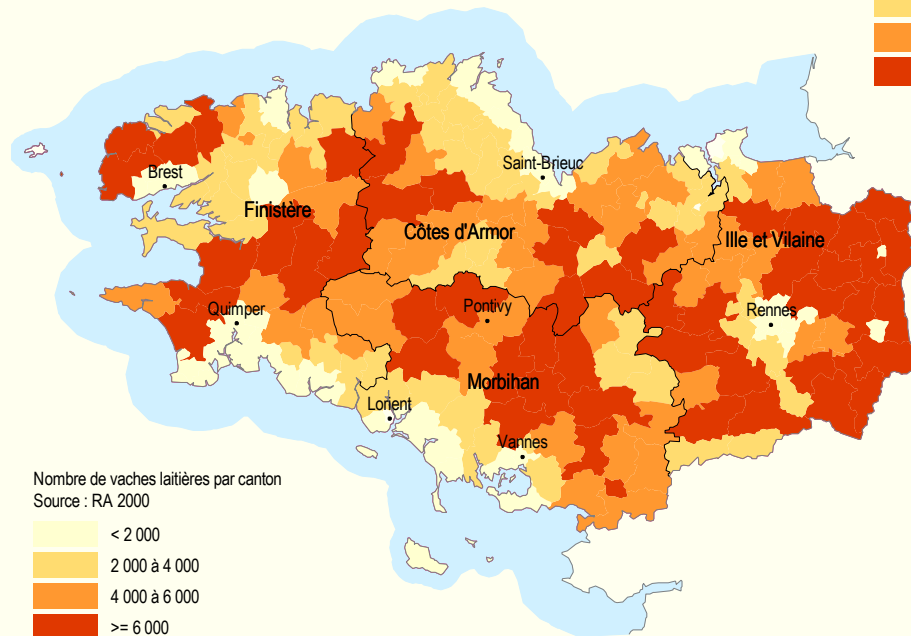 Saint-Brieuc
Brest
Finistère
Côtes d'Armor
Ille et Vilaine
Quimper
Pontivy
Rennes
Morbihan
Lorient
Vannes
Nombre de vaches laitières par canton
Source : RA 2000
< 2 000
2 000 à 4 000
4 000 à 6 000
>= 6 000